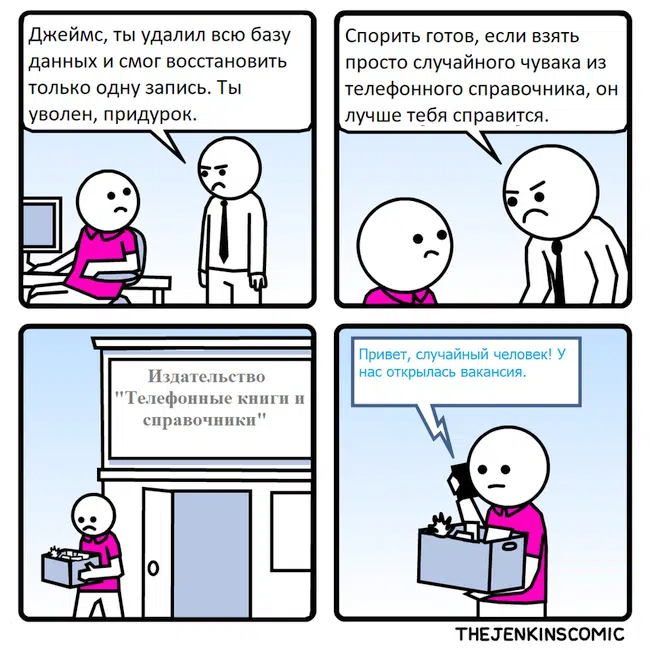 Джеймс, ты удалил всю базу
данных и смог восстановить
только одну запись. Ты
уволен, придурок.
Спорить готов, если взять
просто случайного чувака из
телефонного справочника, он
лучше тебя справится.
Издательство
"Телефонные книги и
справочники"
Привет, случайный человек! У
нас открылась вакансия.
THEJENKINSCOMIC